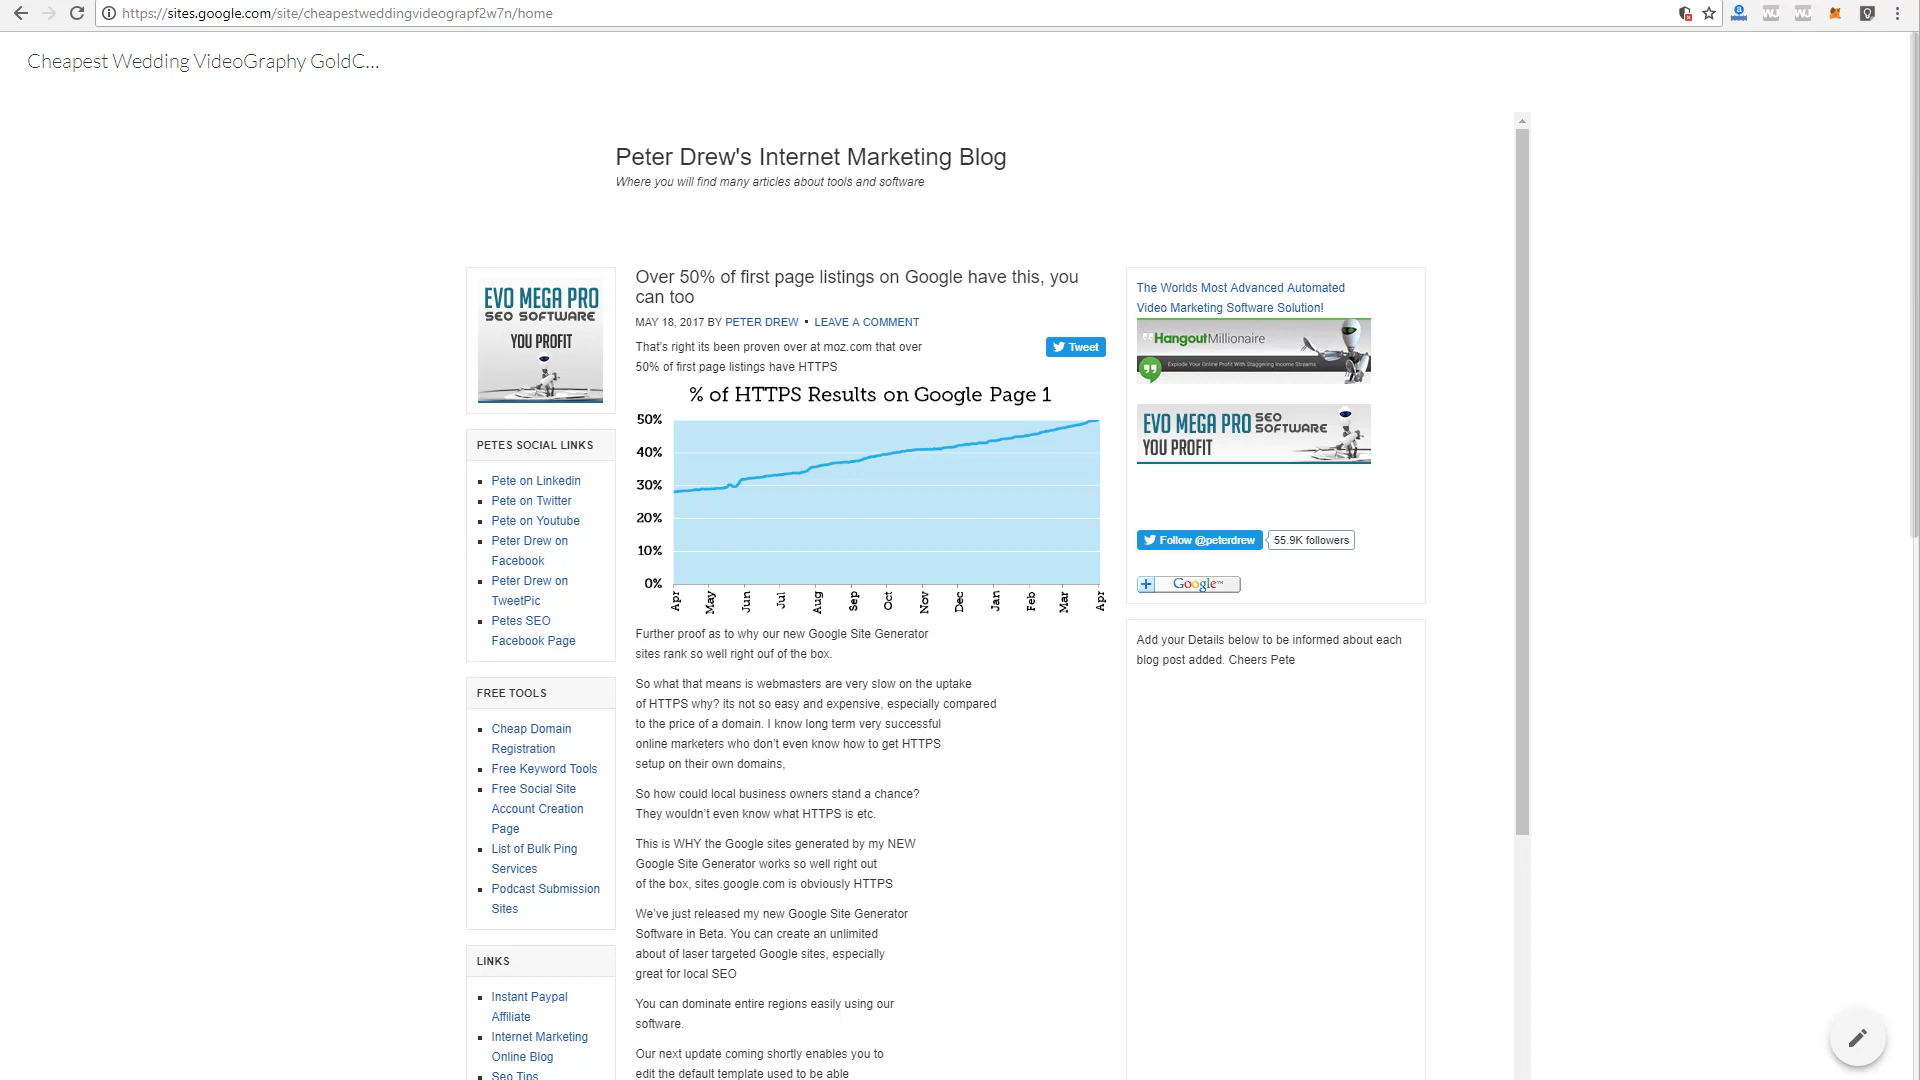 https://sites.google.com/site/cheapestweddingvideograpf2w7n/home
Cheapest Wedding VideoGraphy GoldC...
Peter Drew's Internet Marketing Blog
Where you will find many articles about tools and software
EVO MEGA PRO
SEO SOFTWARE
YOU PROFIT
PETES SOCIAL LINKS
Pete on Linkedin
Pete on Twitter
Pete on Youtube
Peter Drew on
Facebook
Peter Drew on
TweetPic
Petes SEO
Facebook Page
FREE TOOLS
Cheap Domain
Registration
Free Keyword Tools
Free Social Site
Account Creation
Page
List of Bulk Ping
Services
Podcast Submission
Sites
LINKS
Instant Paypal
Affiliate
Internet Marketing
Online Blog
Seo Tips
Over 50% of first page listings on Google have this, you
can too
MAY 18, 2017 BY PETER DREW ▪ LEAVE A COMMENT
Tweet
That's right its been proven over at moz.com that over
50% of first page listings have HTTPS
% of HTTPS Results on Google Page 1
50%
40%
30%
20%
10%
0%
Apr May Jun Jul Aug Sep Oct Nov Dec Jan Feb Mar Apr
Further proof as to why our new Google Site Generator
sites rank so well right ouf of the box.
So what that means is webmasters are very slow on the uptake
of HTTPS why? its not so easy and expensive, especially compared
to the price of a domain. I know long term very successful
online marketers who don't even know how to get HTTPS
setup on their own domains,
So how could local business owners stand a chance?
They wouldn't even know what HTTPS is etc.
This is WHY the Google sites generated by my NEW
Google Site Generator works so well right out
of the box, sites.google.com is obviously HTTPS
We've just released my new Google Site Generator
Software in Beta. You can create an unlimited
about of laser targeted Google sites, especially
great for local SEO
You can dominate entire regions easily using our
software.
Our next update coming shortly enables you to
edit the default template used to be able
The Worlds Most Advanced Automated
Video Marketing Software Solution!
HangoutMillionaire
Explode Your Online Profit With Staggering Income Streams
EVO MEGA PRO SEO SOFTWARE
YOU PROFIT
Follow @peterdrew 55.9K followers
+ Google™
Add your Details below to be informed about each
blog post added. Cheers Pete